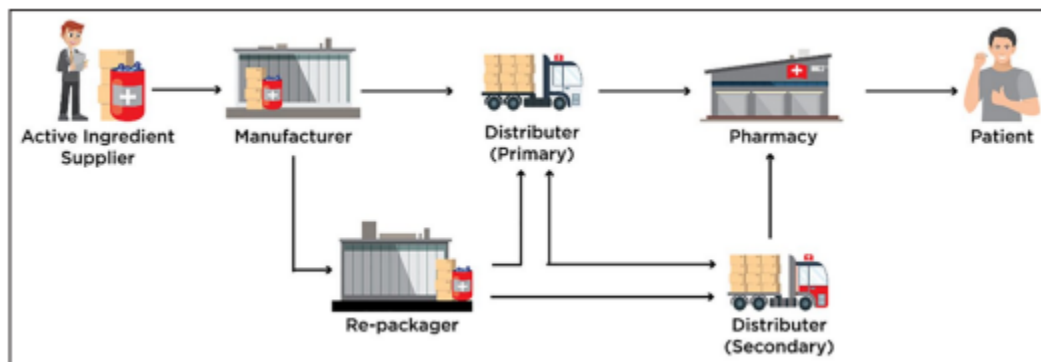 Active Ingredient
Supplier
Manufacturer
Distributer
(Primary)
Pharmacy
Patient
Re-packager
Distributer
(Secondary)